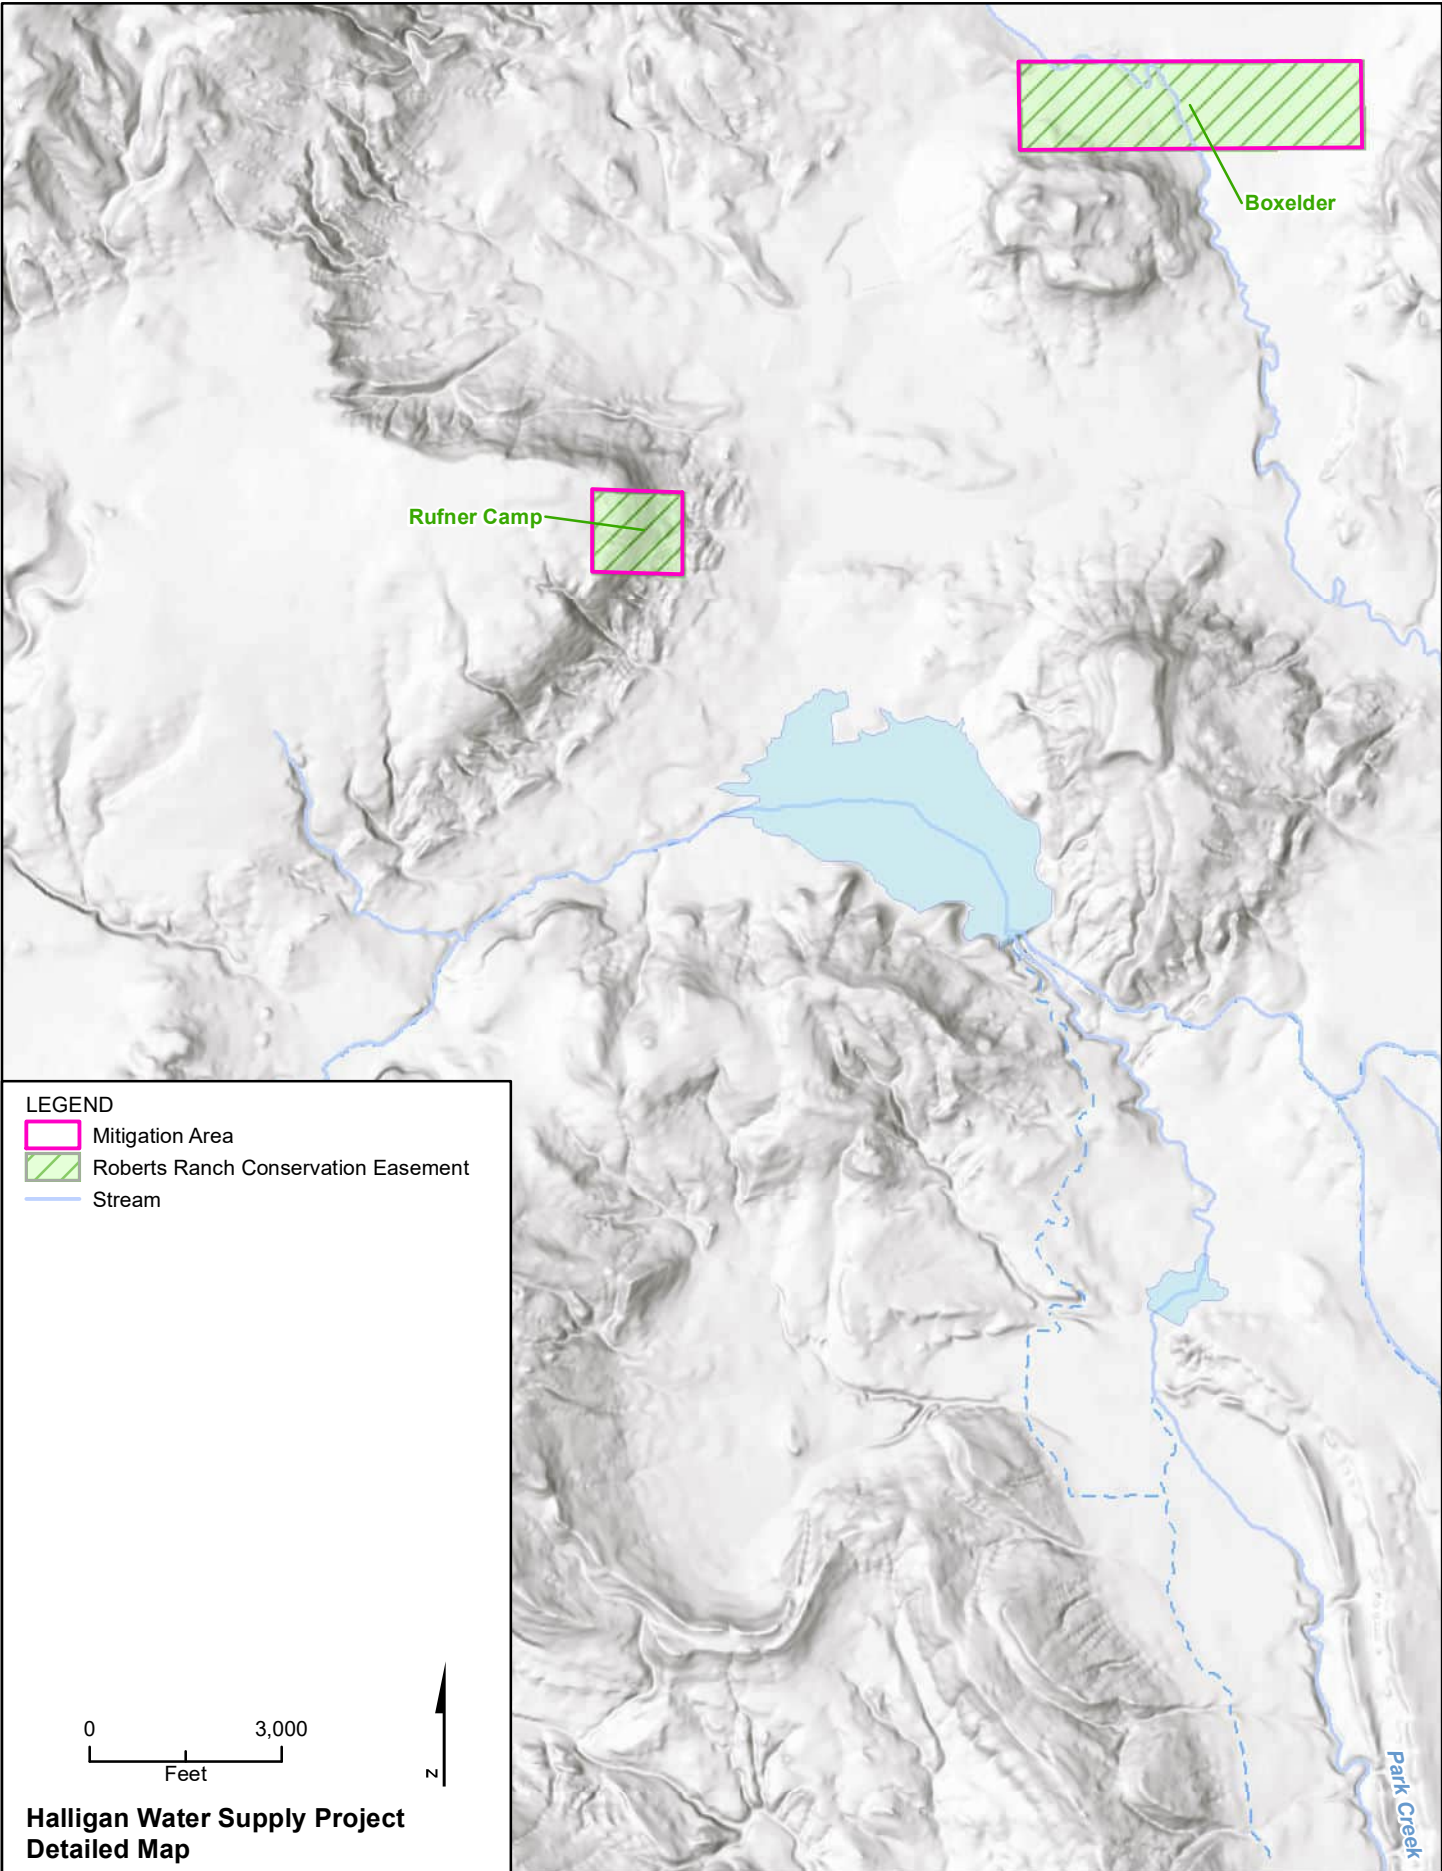 Boxelder
Rufner Camp
LEGEND
Mitigation Area
Roberts Ranch Conservation Easement
Stream
0 3,000
Feet
N
Halligan Water Supply Project
Detailed Map
Park Creek